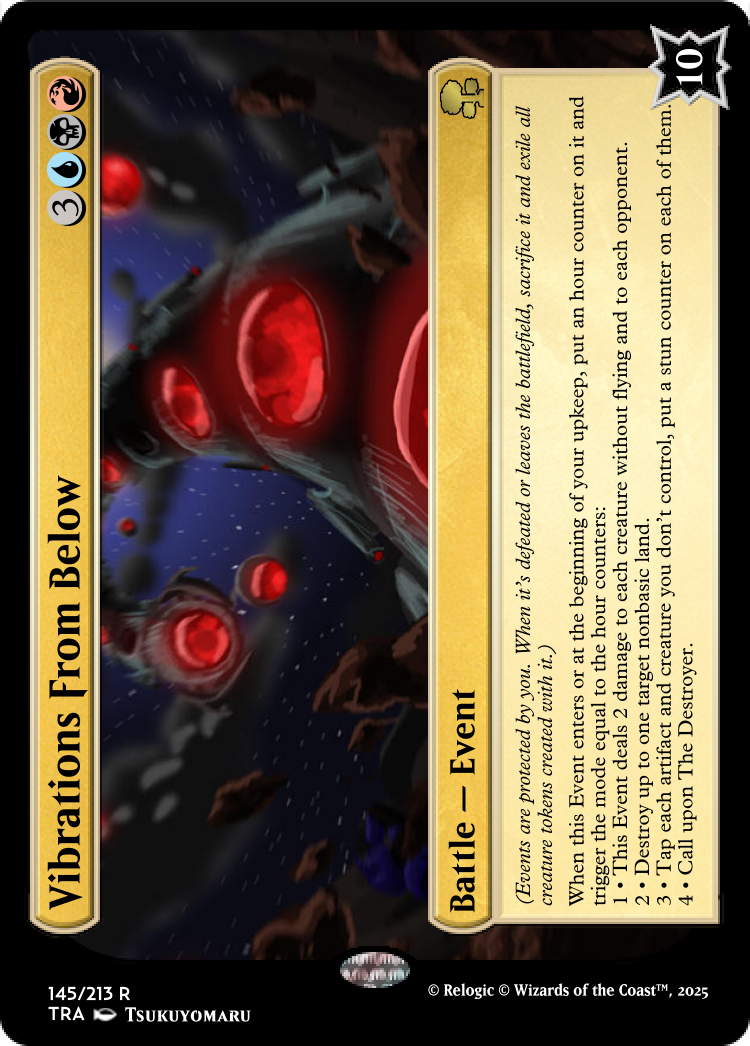 Vibrations From Below
3
Battle — Event
(Events are protected by you. When it’s defeated or leaves the battlefield, sacrifice it and exile all
creature tokens created with it.)
When this Event enters or at the beginning of your upkeep, put an hour counter on it and
trigger the mode equal to the hour counters:
1 • This Event deals 2 damage to each creature without flying and to each opponent.
2 • Destroy up to one target nonbasic land.
3 • Tap each artifact and creature you don’t control, put a stun counter on each of them.
4 • Call upon The Destroyer.
10
145/213 R
TRA TSUKUYOMARU
© Relogic © Wizards of the Coast™, 2025